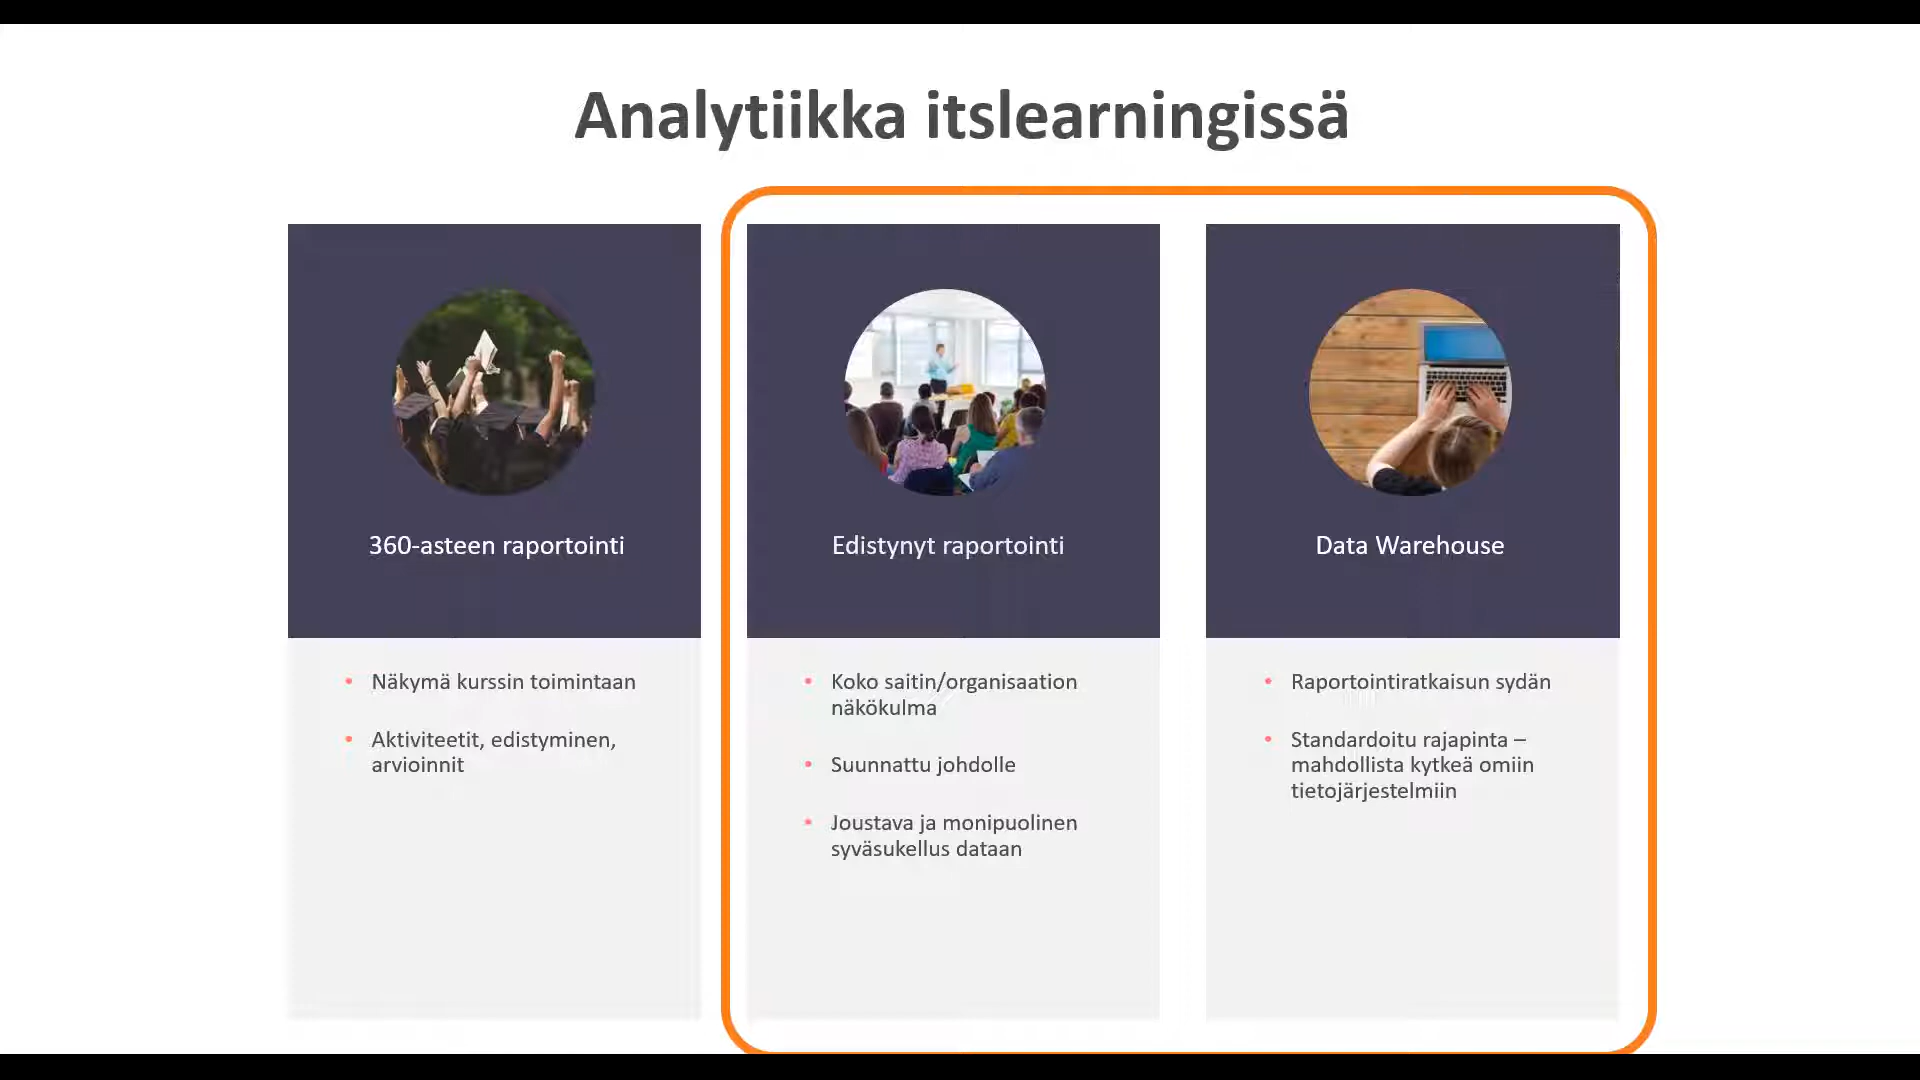 Analytiikka itslearningissä
360-asteen raportointi
• Näkymä kurssin toimintaan
• Aktiviteetit, edistyminen,
arvioinnit
Edistynyt raportointi
• Koko saitin/organisaation
näkökulma
• Suunnattu johdolle
• Joustava ja monipuolinen
syväsukellus dataan
Data Warehouse
• Raportointiratkaisun sydän
• Standardoitu rajapinta –
mahdollista kytkeä omiin
tietojärjestelmiin